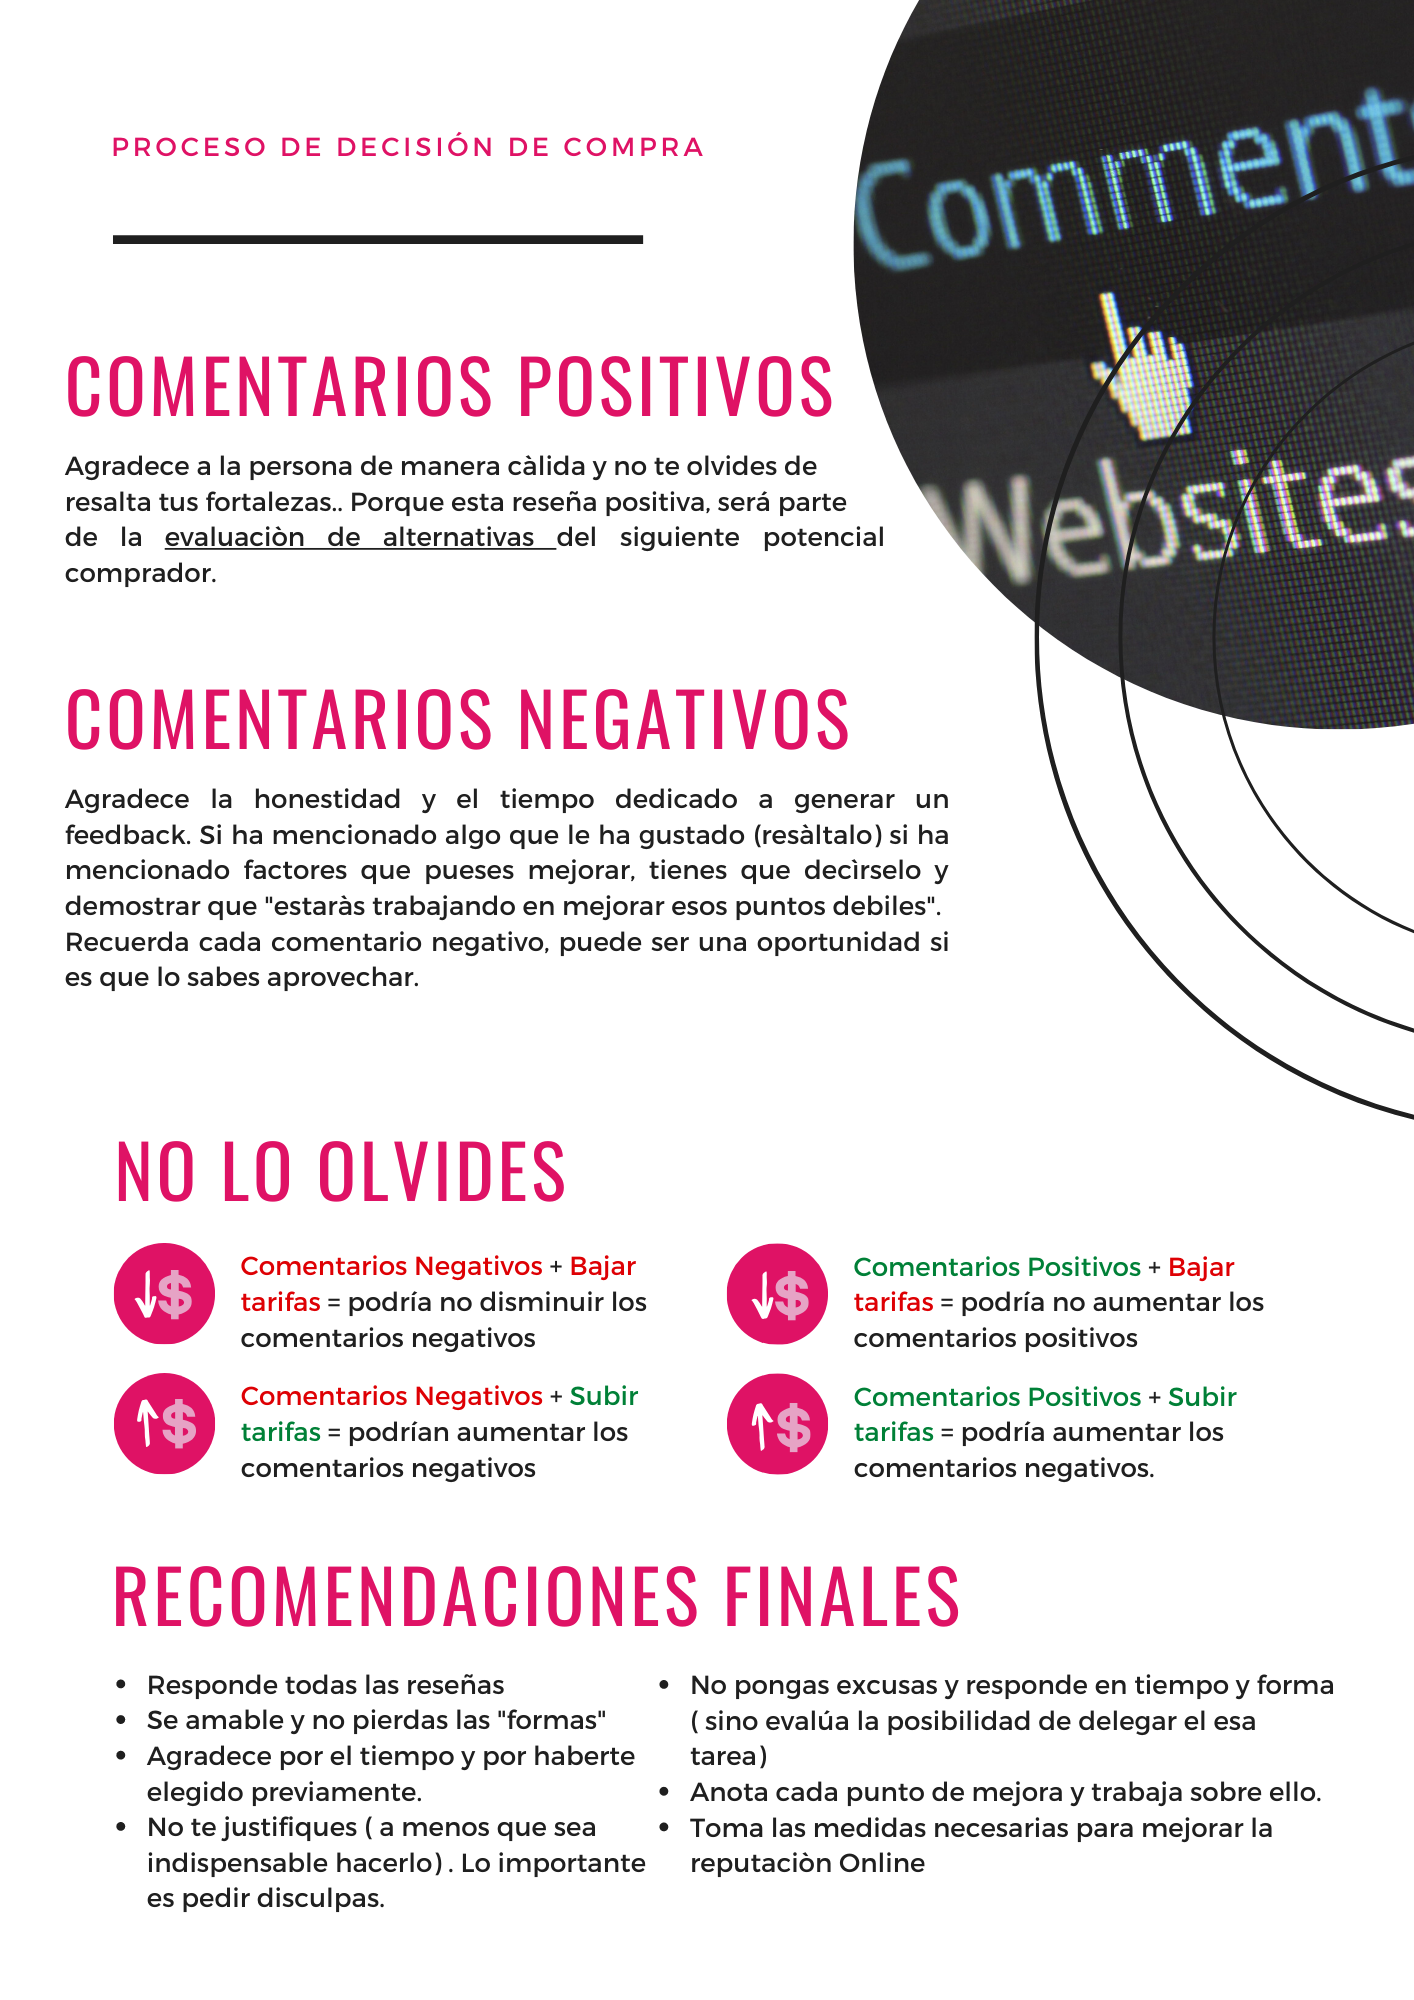 PROCESO DE DECISIÓN DE COMPRA
Comment
Websites
COMENTARIOS POSITIVOS
Agradece a la persona de manera càlida y no te olvides de
resalta tus fortalezas.. Porque esta reseña positiva, será parte
de la evaluaciòn de alternativas del siguiente potencial
comprador.
COMENTARIOS NEGATIVOS
Agradece la honestidad y el tiempo dedicado a generar un
feedback. Si ha mencionado algo que le ha gustado (resàltalo) si ha
mencionado factores que pueses mejorar, tienes que decìrselo y
demostrar que "estaràs trabajando en mejorar esos puntos debiles".
Recuerda cada comentario negativo, puede ser una oportunidad si
es que lo sabes aprovechar.
NO LO OLVIDES
$
Comentarios Negativos + Bajar
tarifas = podría no disminuir los
comentarios negativos
$
Comentarios Positivos + Bajar
tarifas = podría no aumentar los
comentarios positivos
$
Comentarios Negativos + Subir
tarifas = podrían aumentar los
comentarios negativos
$
Comentarios Positivos + Subir
tarifas = podría aumentar los
comentarios negativos.
RECOMENDACIONES FINALES
• Responde todas las reseñas
• Se amable y no pierdas las "formas"
• Agradece por el tiempo y por haberte
elegido previamente.
• No te justifiques ( a menos que sea
indispensable hacerlo) . Lo importante
es pedir disculpas.
• No pongas excusas y responde en tiempo y forma
( sino evalúa la posibilidad de delegar el esa
tarea)
• Anota cada punto de mejora y trabaja sobre ello.
• Toma las medidas necesarias para mejorar la
reputaciòn Online